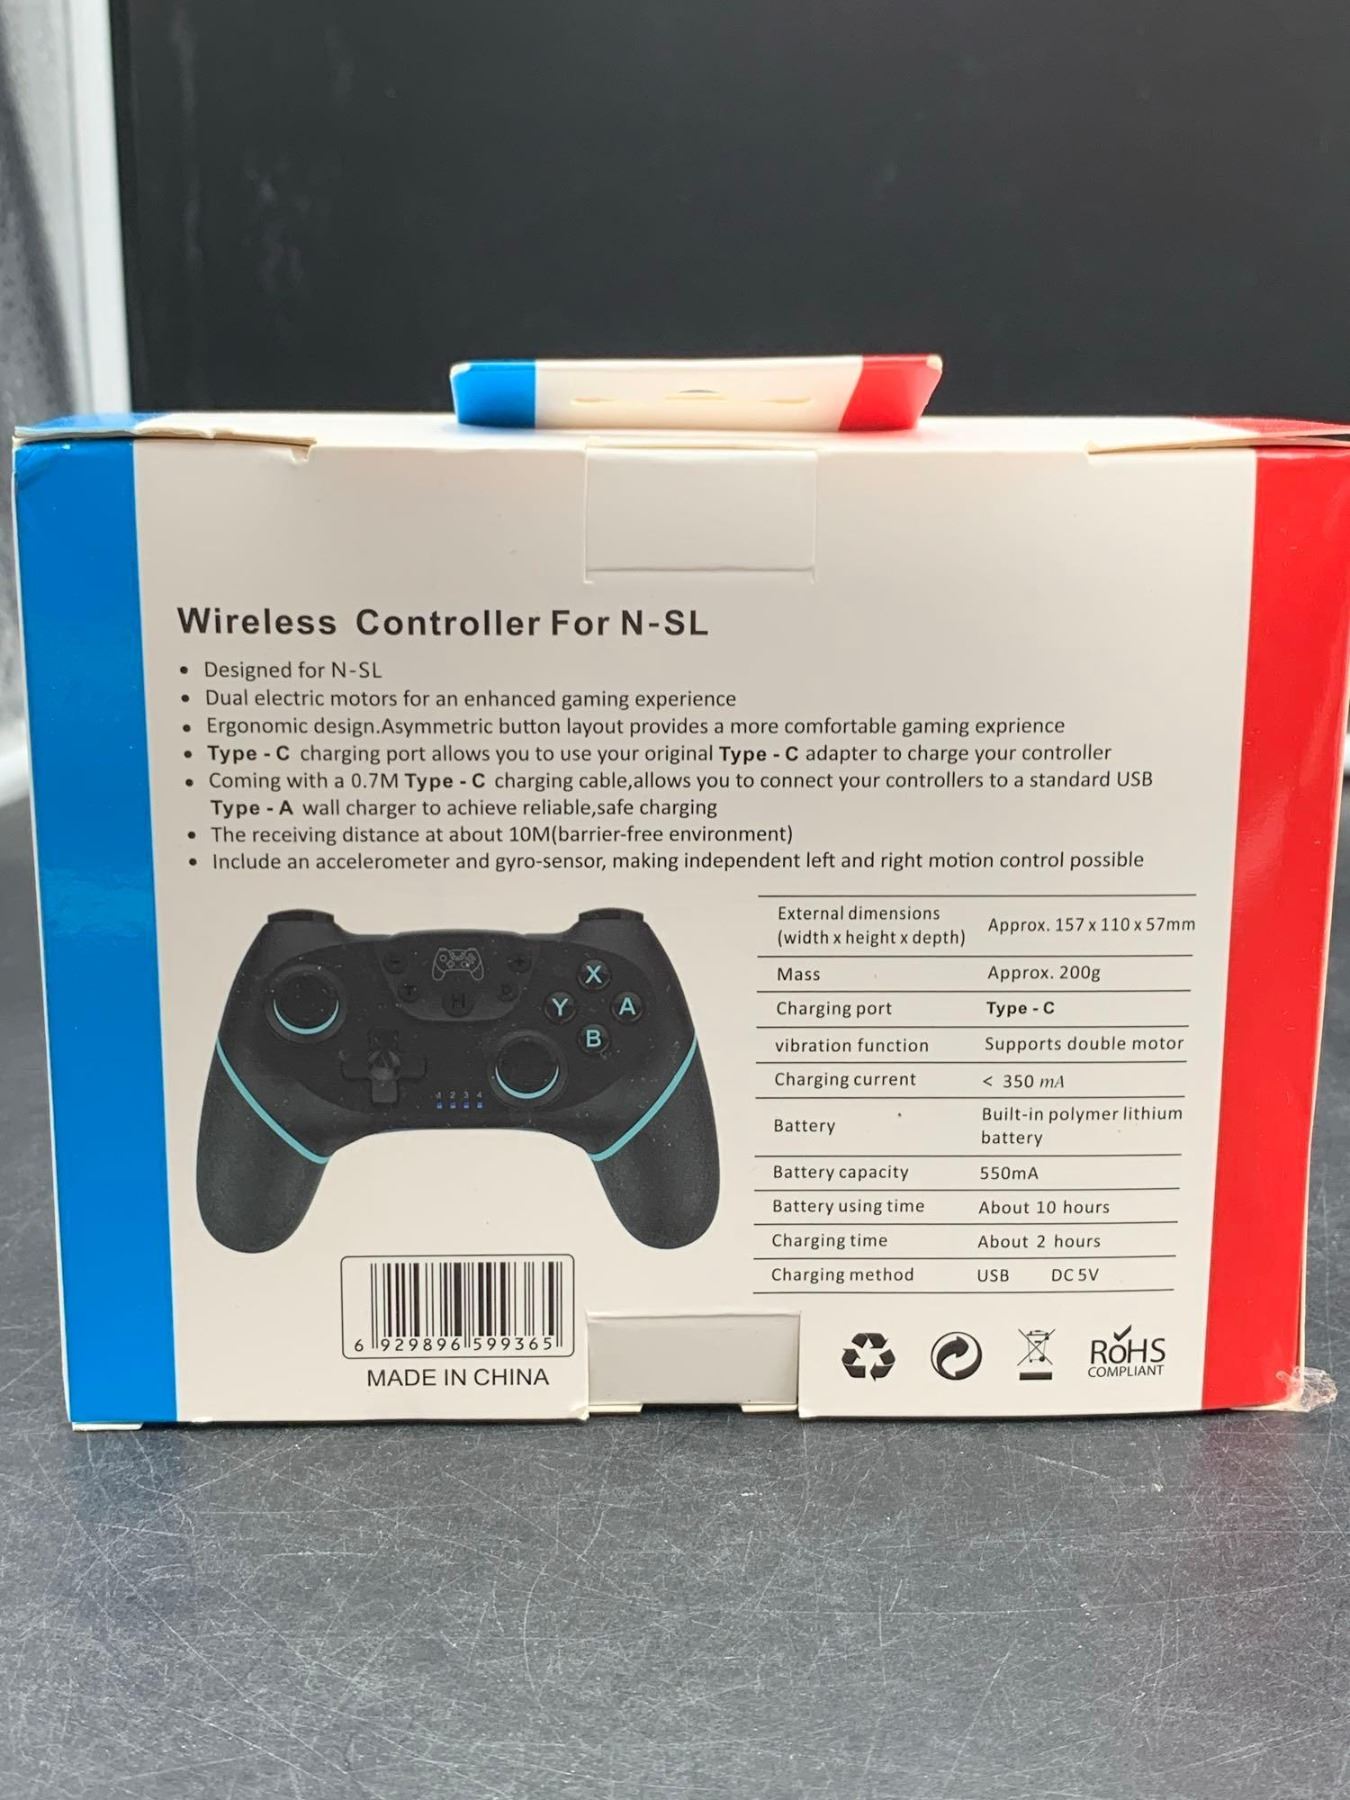 Wireless Controller For N-SL
• Designed for N-SL
• Dual electric motors for an enhanced gaming experience
• Ergonomic design.Asymmetric button layout provides a more comfortable gaming exprience
• Type - C charging port allows you to use your original Type - C adapter to charge your controller
• Coming with a 0.7M Type - C charging cable,allows you to connect your controllers to a standard USB
Type - A wall charger to achieve reliable,safe charging
• The receiving distance at about 10M(barrier-free environment)
• Include an accelerometer and gyro-sensor, making independent left and right motion control possible
External dimensions
(width x height x depth) Approx. 157 x 110 x 57mm
Mass Approx. 200g
Charging port Type - C
vibration function Supports double motor
Charging current < 350 mA
Battery Built-in polymer lithium
battery
Battery capacity 550mA
Battery using time About 10 hours
Charging time About 2 hours
Charging method USB DC 5V
X
Y A
B
H
1 2 3 4
6 929896 599365
MADE IN CHINA
RoHS
COMPLIANT